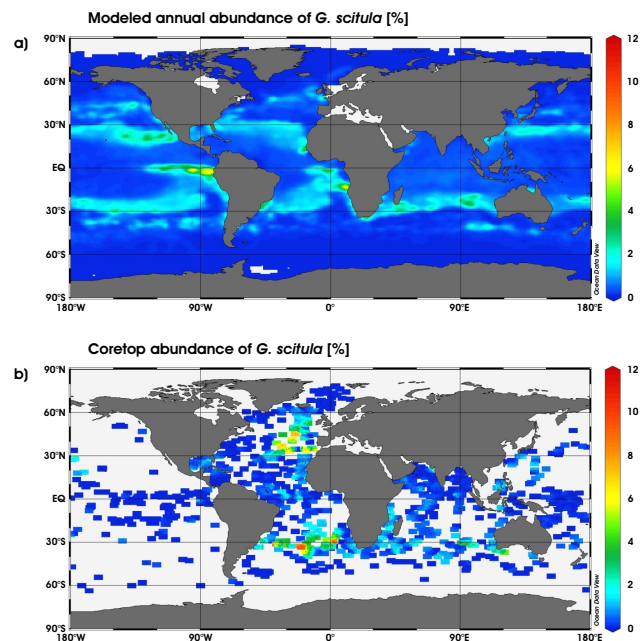 Modeled annual abundance of G. scitula [%]
a)
90°N
60°N
30°N
EQ
30°S
60°S
90°S
180°W 90°W 0° 90°E 180°E
12
10
8
6
4
2
0
Ocean Data View
Coretop abundance of G. scitula [%]
b)
90°N
60°N
30°N
EQ
30°S
60°S
90°S
180°W 90°W 0° 90°E 180°E
12
10
8
6
4
2
0
Ocean Data View